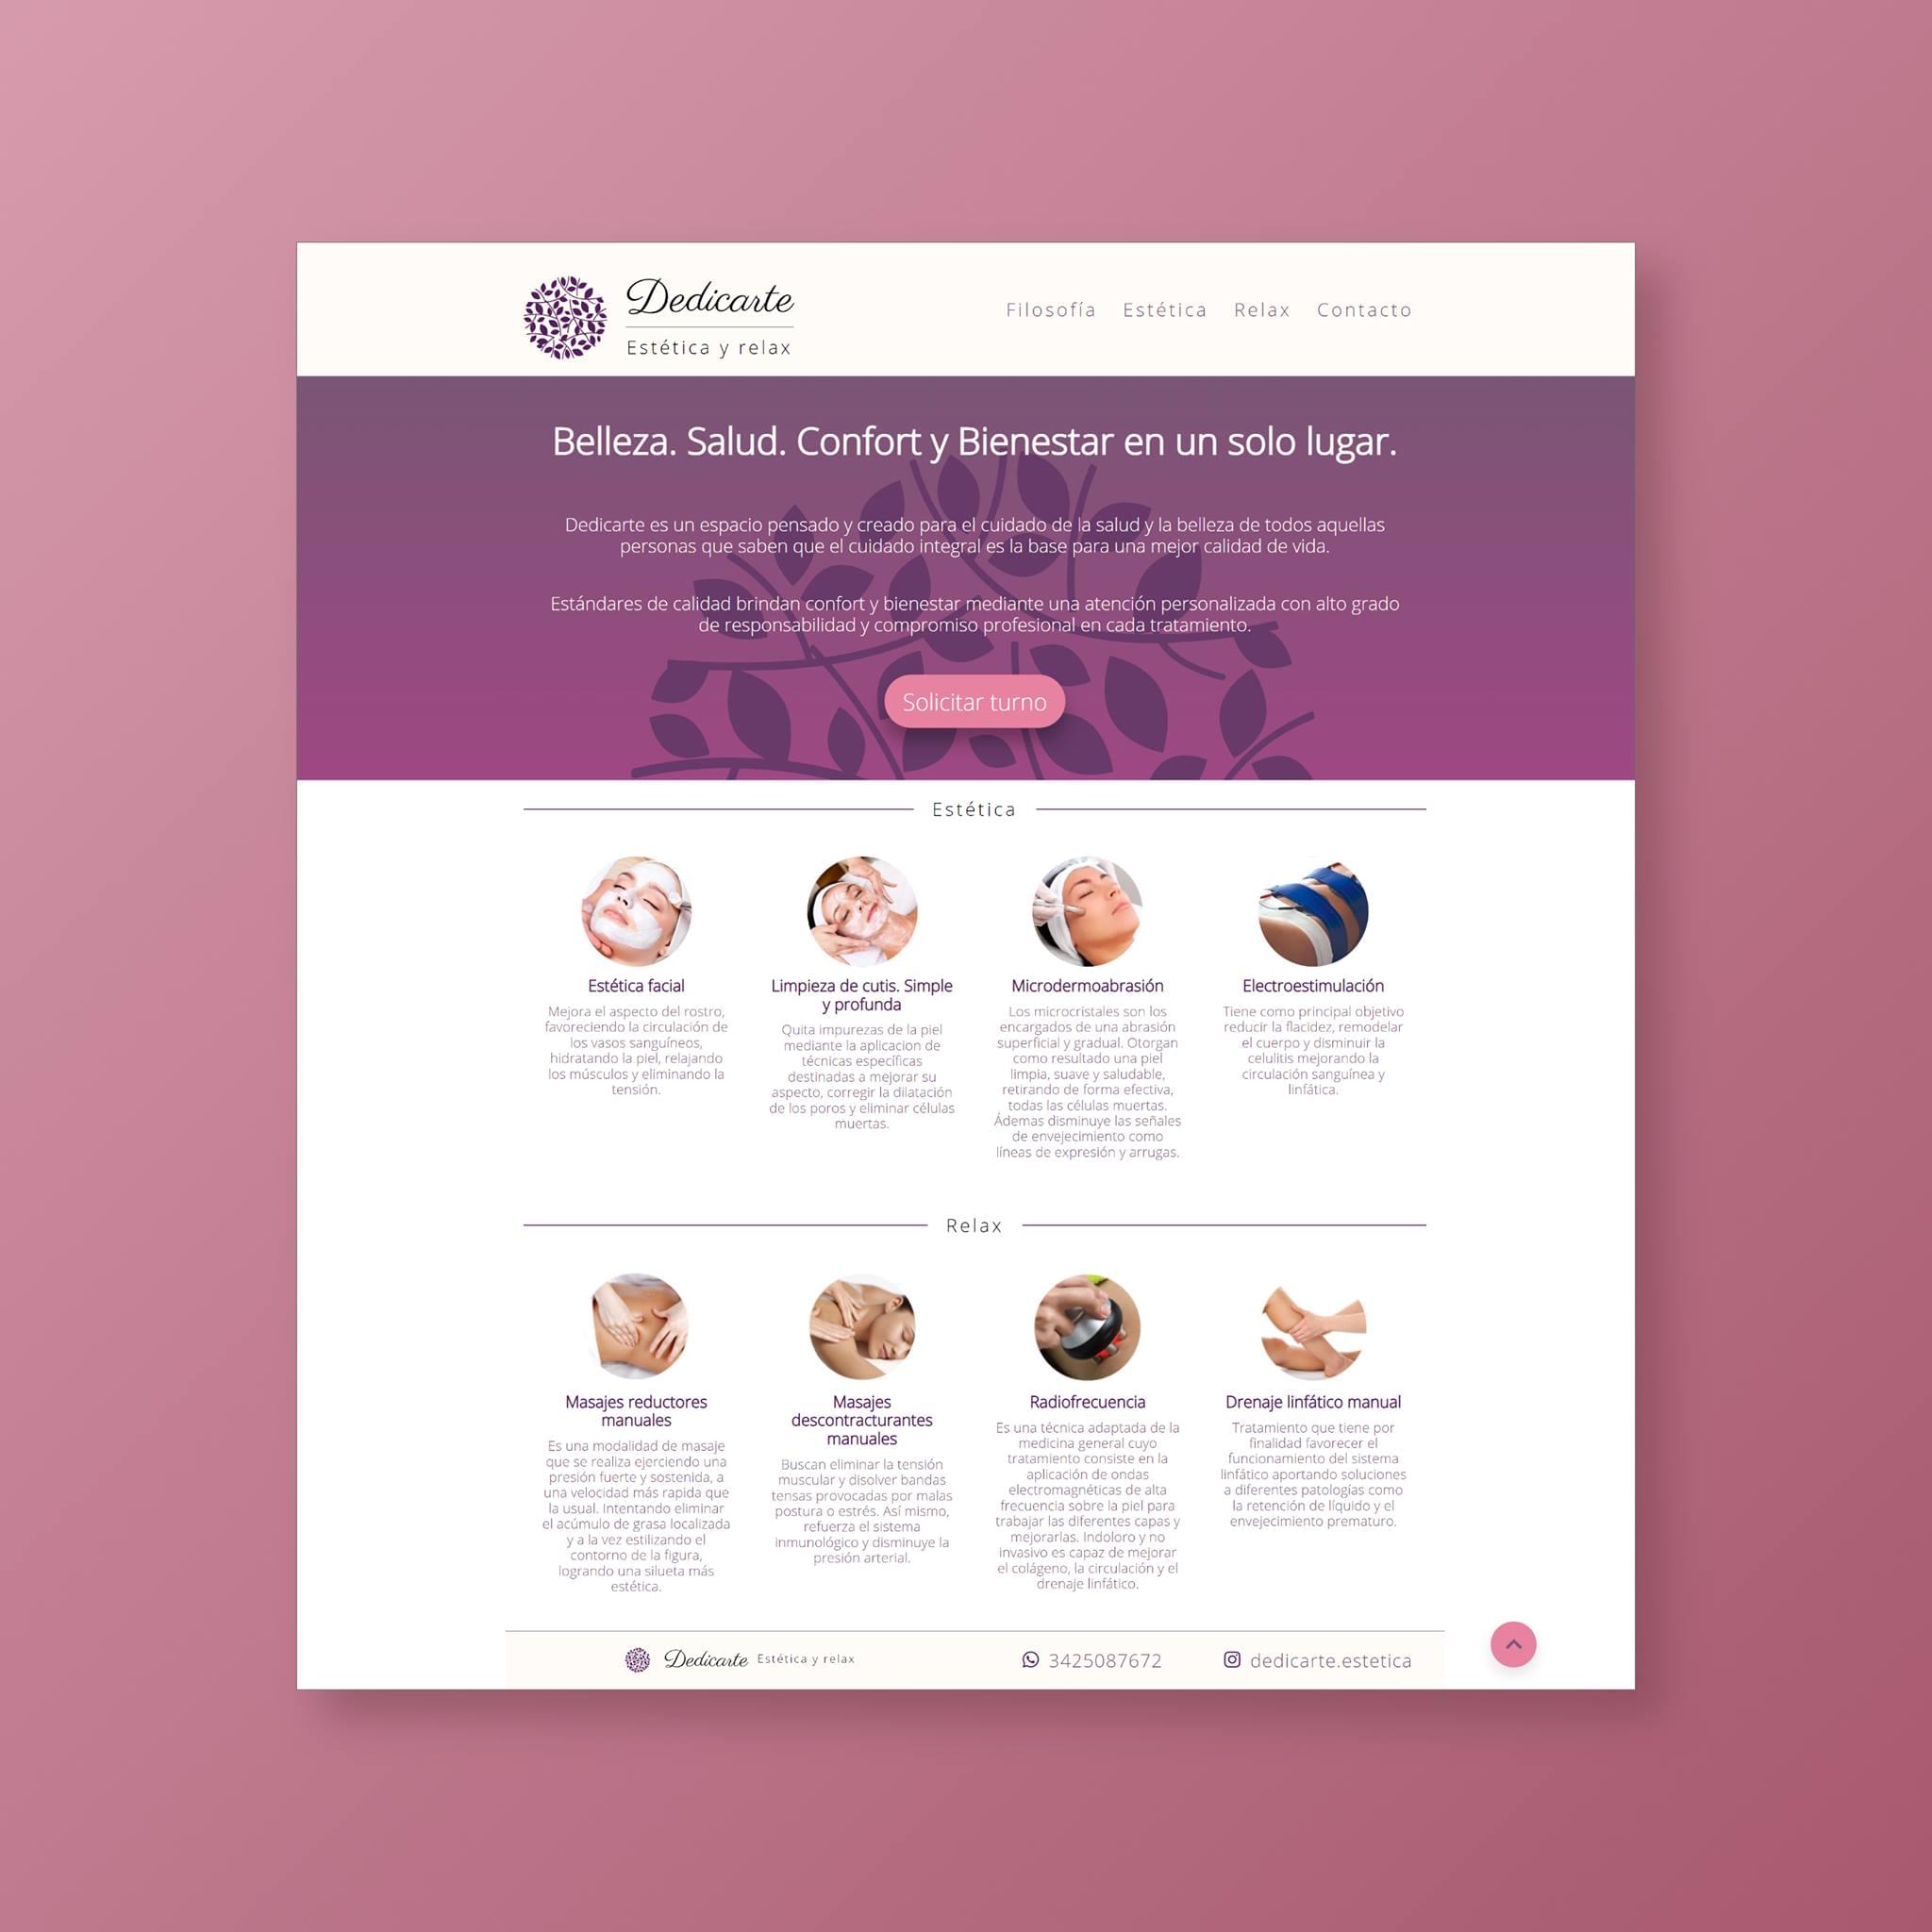 Dedicarte
Estética y relax
Filosofía Estética Relax Contacto
Belleza. Salud. Confort y Bienestar en un solo lugar.
Dedicarte es un espacio pensado y creado para el cuidado de la salud y la belleza de todos aquellas
personas que saben que el cuidado integral es la base para una mejor calidad de vida.
Estándares de calidad brindan confort y bienestar mediante una atención personalizada con alto grado
de responsabilidad y compromiso profesional en cada tratamiento.
Solicitar turno
Estética
Estética facial
Mejora el aspecto del rostro,
favoreciendo la circulación de
los vasos sanguíneos,
hidratando la piel, relajando
los músculos y eliminando la
tensión.
Limpieza de cutis. Simple
y profunda
Quita impurezas de la piel
mediante la aplicacion de
técnicas específicas
destinadas a mejorar su
aspecto, corregir la dilatación
de los poros y eliminar células
muertas.
Microdermoabrasión
Los microcristales son los
encargados de una abrasión
superficial y gradual. Otorgan
como resultado una piel
limpia, suave y saludable,
retirando de forma efectiva,
todas las células muertas.
Ádemas disminuye las señales
de envejecimiento como
líneas de expresión y arrugas.
Electroestimulación
Tiene como principal objetivo
reducir la flacidez, remodelar
el cuerpo y disminuir la
celulitis mejorando la
circulación sanguínea y
linfática.
Relax
Masajes reductores
manuales
Es una modalidad de masaje
que se realiza ejerciendo una
presión fuerte y sostenida, a
una velocidad más rapida que
la usual. Intentando eliminar
el acúmulo de grasa localizada
y a la vez estilizando el
contorno de la figura,
logrando una silueta más
estética.
Masajes
descontracturantes
manuales
Buscan eliminar la tensión
muscular y disolver bandas
tensas provocadas por malas
postura o estrés. Así mismo,
refuerza el sistema
inmunológico y disminuye la
presión arterial.
Radiofrecuencia
Es una técnica adaptada de la
medicina general cuyo
tratamiento consiste en la
aplicación de ondas
electromagnéticas de alta
frecuencia sobre la piel para
trabajar las diferentes capas y
mejorarlas. Indoloro y no
invasivo es capaz de mejorar
el colágeno, la circulación y el
drenaje linfático.
Drenaje linfático manual
Tratamiento que tiene por
finalidad favorecer el
funcionamiento del sistema
linfático aportando soluciones
a diferentes patologías como
la retención de líquido y el
envejecimiento prematuro.
Dedicarte Estética y relax 3425087672 dedicarte.estetica